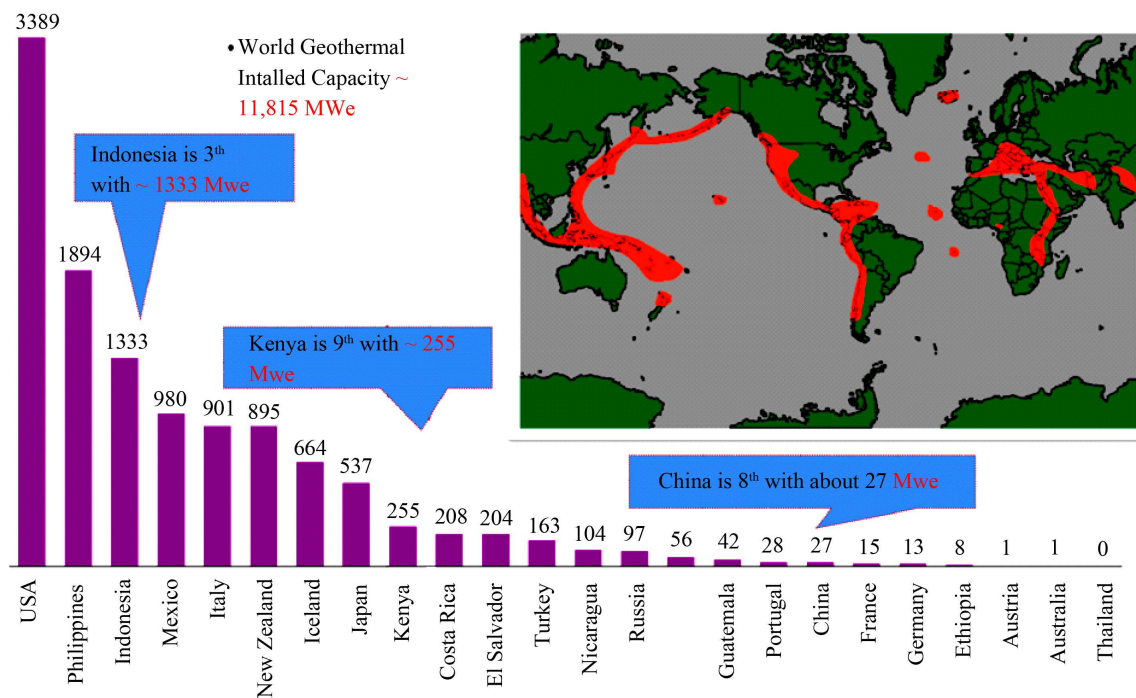 3389
• World Geothermal
Intalled Capacity ~
11,815 MWe
Indonesia is 3th
with ~ 1333 Mwe
1894
1333
Kenya is 9th with ~ 255
Mwe
980
901
895
664
537
China is 8th with about 27 Mwe
255
208
204
163
104
97
56
42
28
27
15
13
8
1
1
0
USA
Philippines
Indonesia
Mexico
Italy
New Zealand
Iceland
Japan
Kenya
Costa Rica
El Salvador
Turkey
Nicaragua
Russia
Guatemala
Portugal
China
France
Germany
Ethiopia
Austria
Australia
Thailand